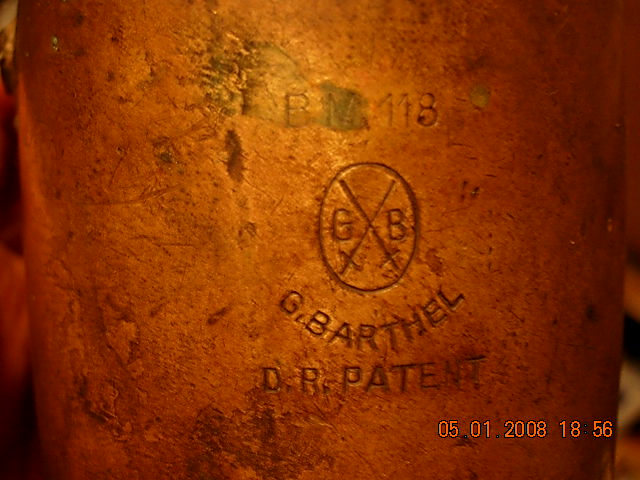 B M 118
G B
G. BARTHEL
D. R. PATENT
05.01.2008 18:56